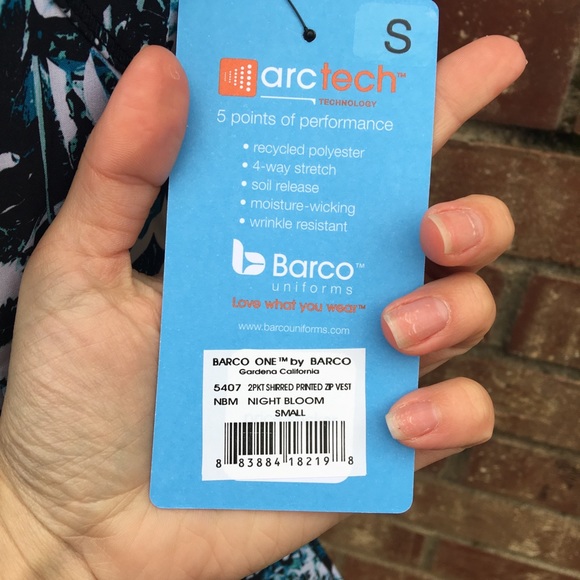 S
arctech™
TECHNOLOGY
5 points of performance
• recycled polyester
• 4-way stretch
• soil release
• moisture-wicking
• wrinkle resistant
Barco™
uniforms
Love what you wear™
www.barcouniforms.com
BARCO ONE™ by BARCO
Gardena California
5407 2PKT SHIRRED PRINTED ZIP VEST
NBM NIGHT BLOOM
SMALL
8 83884 18219 8